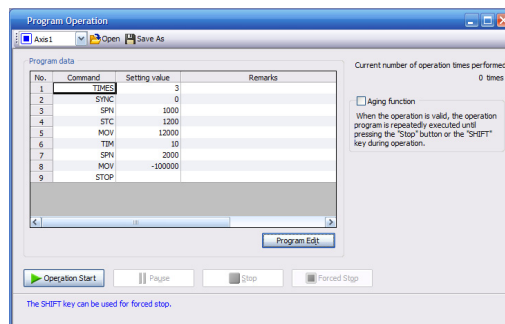 Program Operation
Axis1 Open Save As
Program data
No. Command Setting value Remarks
1 TIMES 3
2 SYNC 0
3 SPN 1000
4 STC 1200
5 MOV 12000
6 TIM 10
7 SPN 2000
8 MOV -100000
9 STOP
Program Edit
Current number of operation times performed
0 times
Aging function
When the operation is valid, the operation
program is repeatedly executed until
pressing the "Stop" button or the "SHIFT"
key during operation.
Operation Start Pause Stop Forced Stop
The SHIFT key can be used for forced stop.